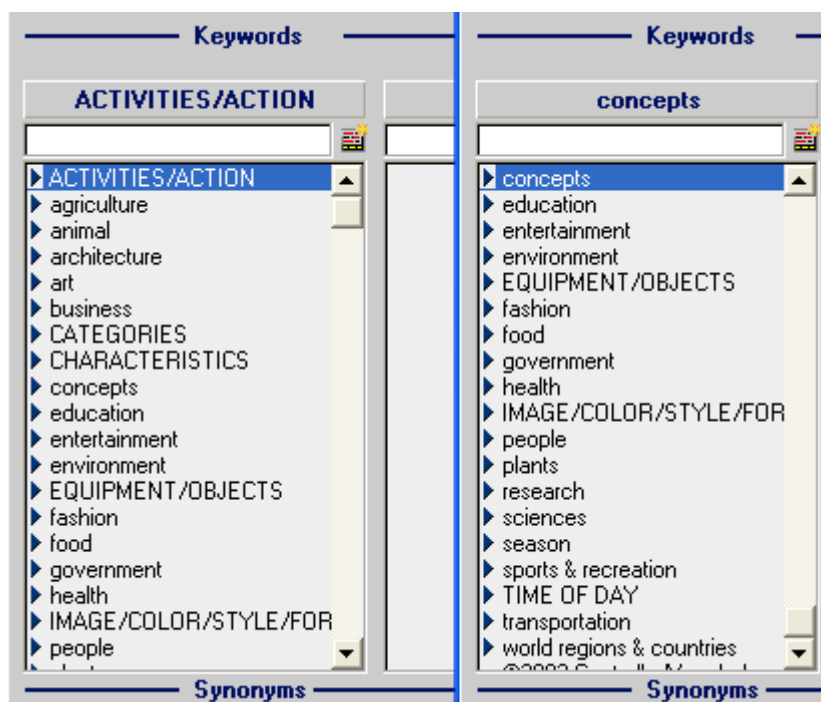 Keywords
ACTIVITIES/ACTION
ACTIVITIES/ACTION
agriculture
animal
architecture
art
business
CATEGORIES
CHARACTERISTICS
concepts
education
entertainment
environment
EQUIPMENT/OBJECTS
fashion
food
government
health
IMAGE/COLOR/STYLE/FOR
people
Synonyms
Keywords
concepts
concepts
education
entertainment
environment
EQUIPMENT/OBJECTS
fashion
food
government
health
IMAGE/COLOR/STYLE/FOR
people
plants
research
sciences
season
sports & recreation
TIME OF DAY
transportation
world regions & countries
Synonyms